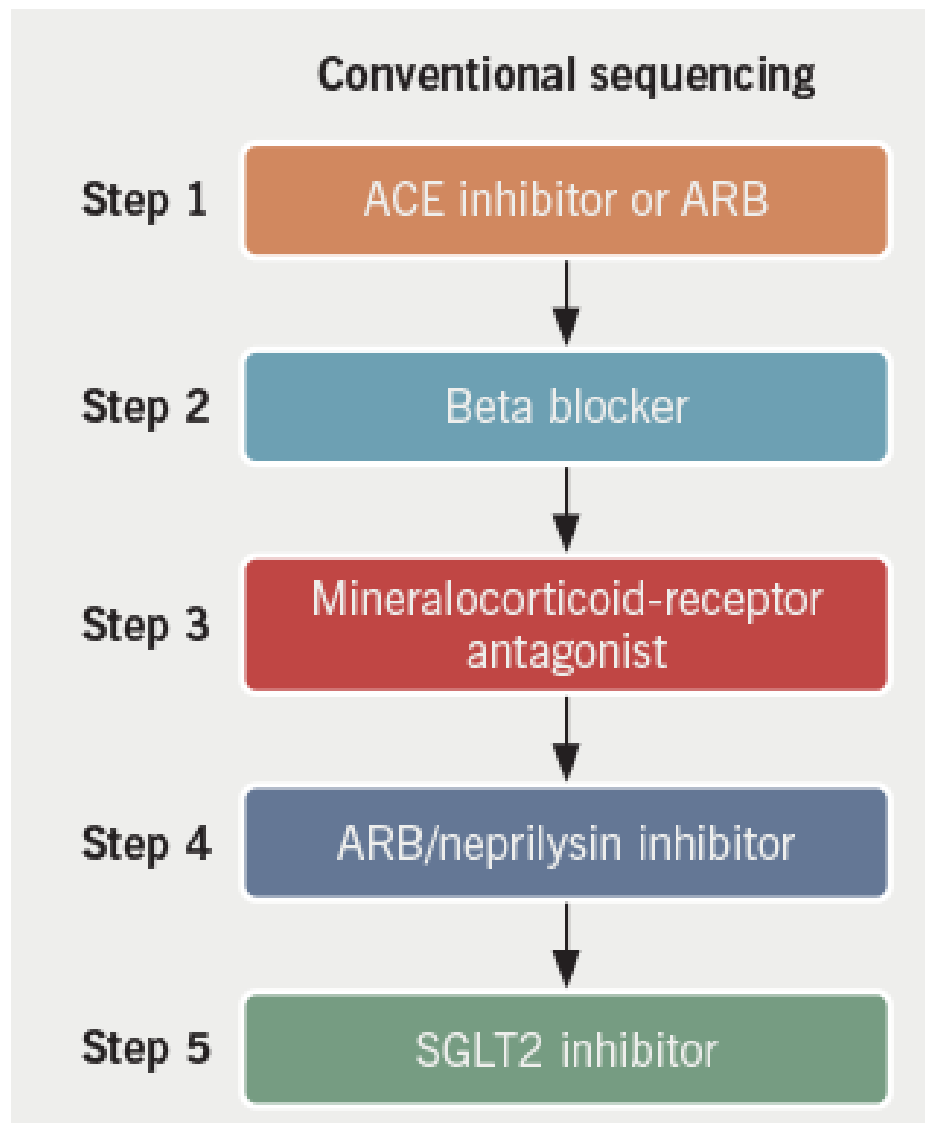 Conventional sequencing
Step 1
ACE inhibitor or ARB
Step 2
Beta blocker
Step 3
Mineralocorticoid-receptor
antagonist
Step 4
ARB/neprilysin inhibitor
Step 5
SGLT2 inhibitor